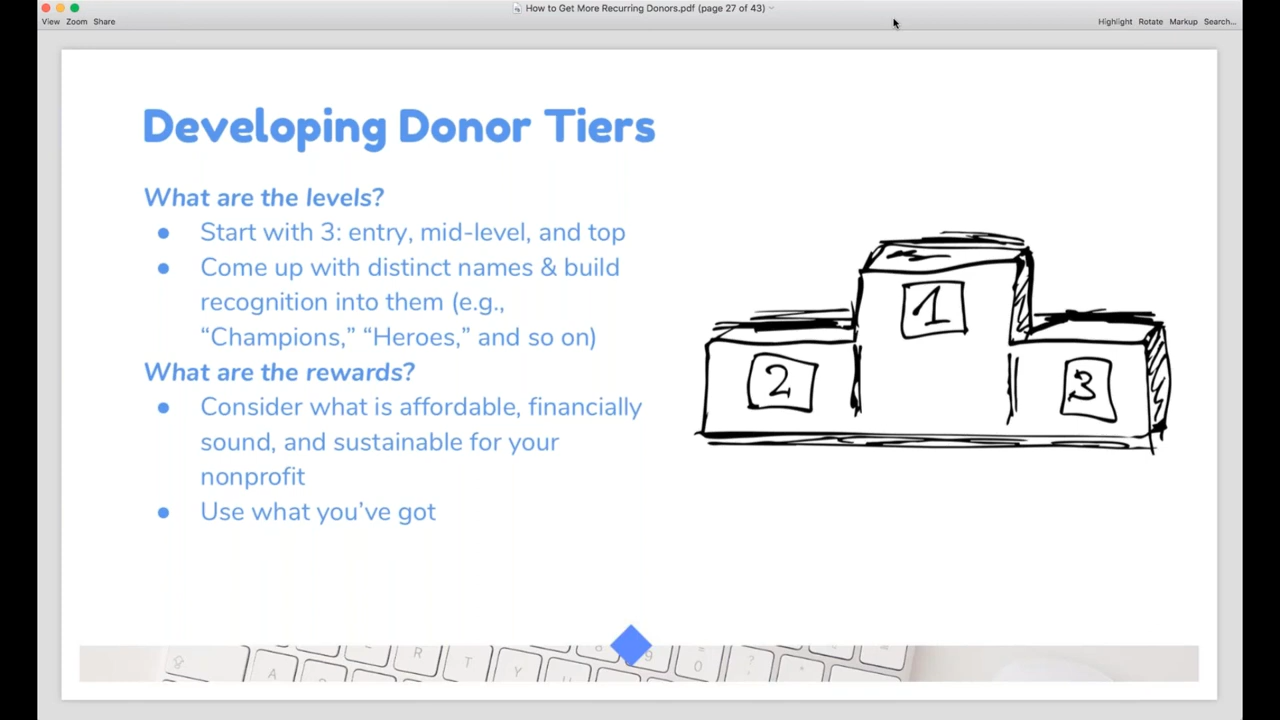 How to Get More Recurring Donors.pdf (page 27 of 43)
View Zoom Share
Highlight Rotate Markup Search...
Developing Donor Tiers
What are the levels?
● Start with 3: entry, mid-level, and top
● Come up with distinct names & build
recognition into them (e.g.,
“Champions,” “Heroes,” and so on)
What are the rewards?
● Consider what is affordable, financially
sound, and sustainable for your
nonprofit
● Use what you’ve got
1
2
3
R T Y 8 9 0
A